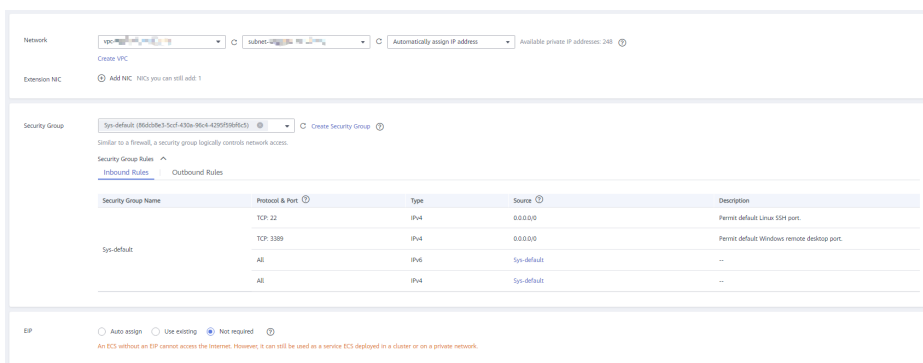 Network
vpc-
subnet-
Automatically assign IP address
Available private IP addresses: 248
Create VPC
Extension NIC
Add NIC NICs you can still add: 1
Security Group
Sys-default (86dcb8e3-5ccf-430a-96c4-4295f59bf6c5)
Create Security Group
Similar to a firewall, a security group logically controls network access.
Security Group Rules
Inbound Rules Outbound Rules
Security Group Name Protocol & Port Type Source Description
TCP: 22 IPv4 0.0.0.0/0 Permit default Linux SSH port.
TCP: 3389 IPv4 0.0.0.0/0 Permit default Windows remote desktop port.
Sys-default
All IPv6 Sys-default --
All IPv4 Sys-default --
EIP
Auto assign Use existing Not required
An ECS without an EIP cannot access the Internet. However, it can still be used as a service ECS deployed in a cluster or on a private network.